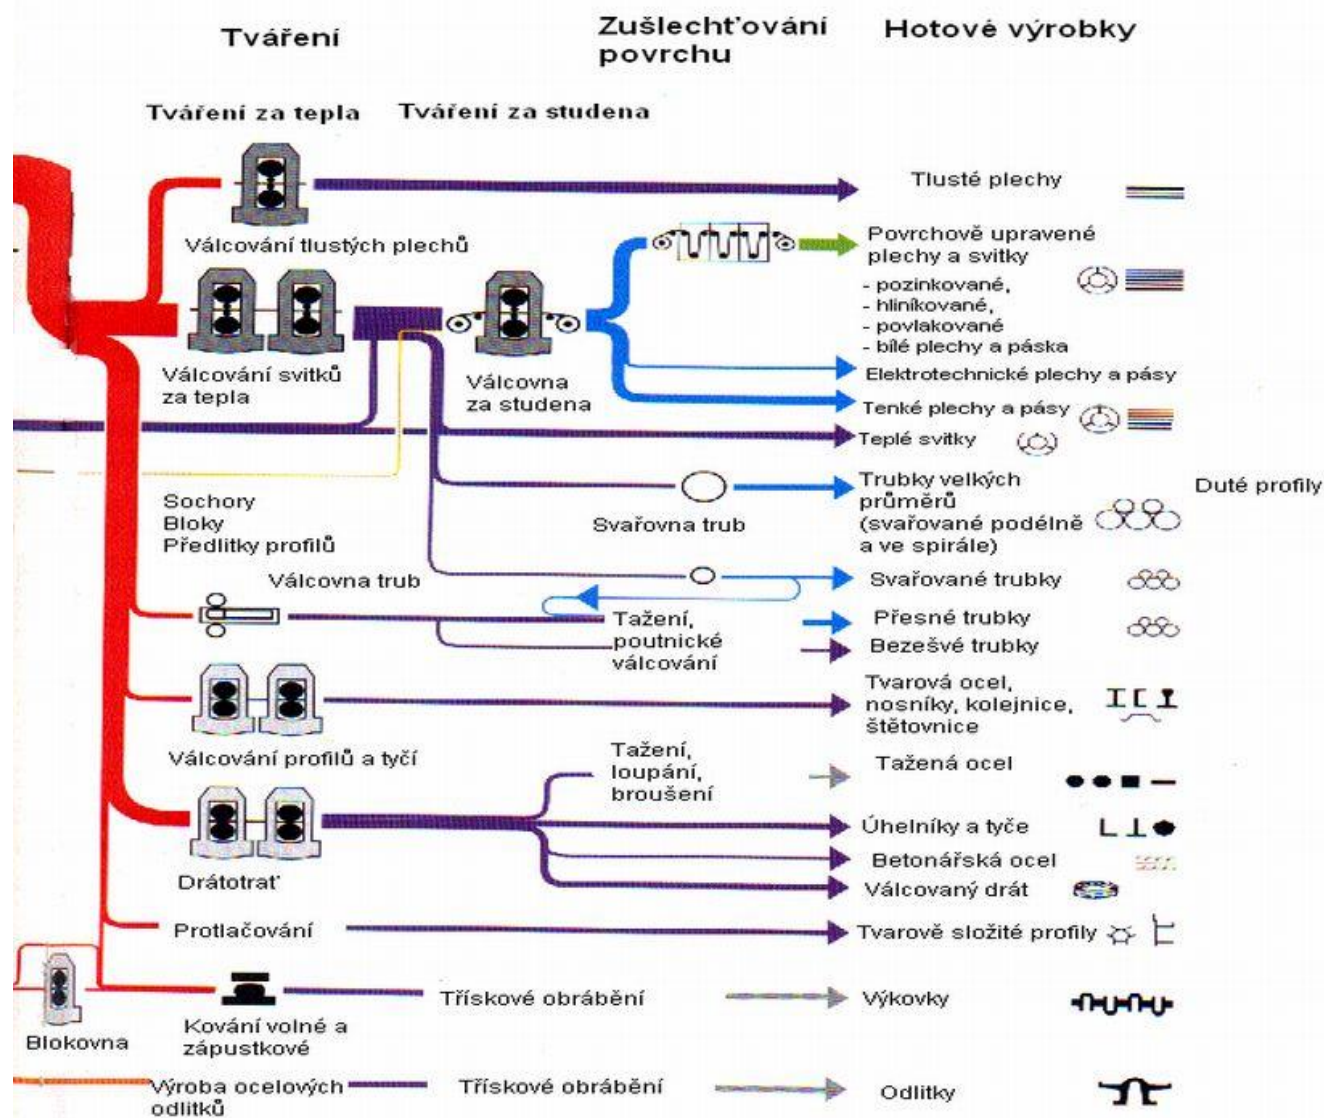 Tváření
Zušlechťování
povrchu
Hotové výrobky
Tváření za tepla
Tváření za studena
Tlusté plechy
Válcování tlustých plechů
Povrchově upravené
plechy a svitky
- pozinkované,
- hliníkované,
- povlakované
- bílé plechy a páska
Válcování svitků
za tepla
Válcovna
za studena
Elektrotechnické plechy a pásy
Tenké plechy a pásy
Teplé svitky
Sochory
Bloky
Předlitky profilů
Svařovna trub
Trubky velkých
průměrů
(svařované podélně
a ve spirále)
Duté profily
Válcovna trub
Svařované trubky
Tažení,
poutnické
válcování
Přesné trubky
Bezešvé trubky
Tvarová ocel,
nosníky, kolejnice,
štětovnice
Válcování profilů a tyčí
Tažení,
loupání,
broušení
Tažená ocel
Úhelníky a tyče
Betonářská ocel
Válcovaný drát
Drátotrať
Protlačování
Tvarově složité profily
Třískové obrábění
Výkovky
Blokovna
Kování volné a
zápustkové
Výroba ocelových
odlitků
Třískové obrábění
Odlitky